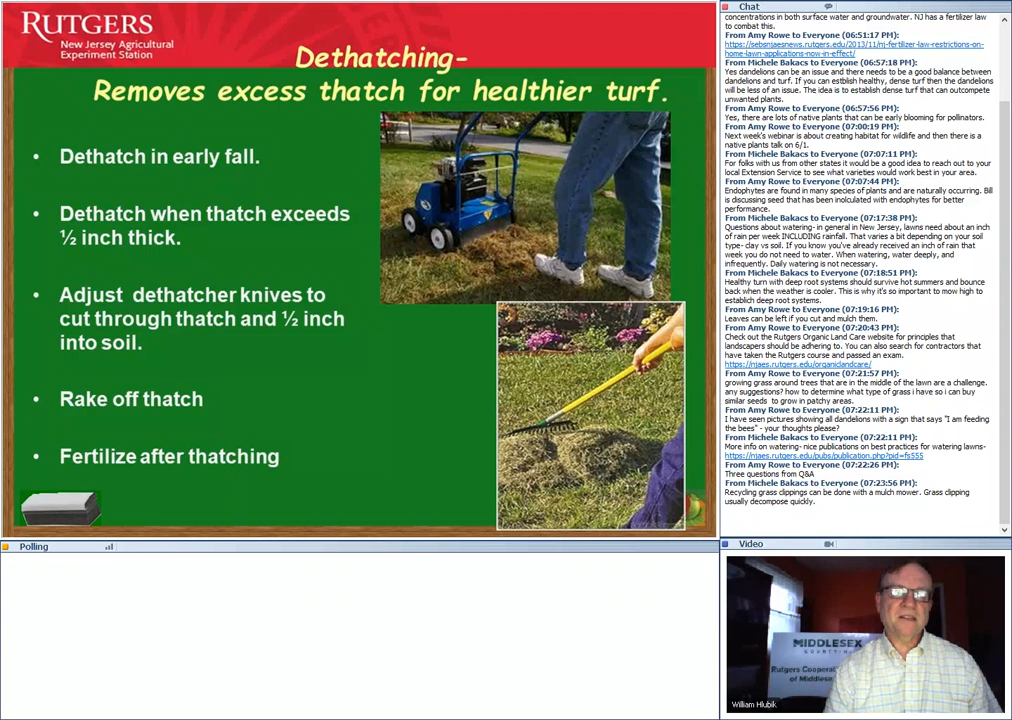 RUTGERS
New Jersey Agricultural
Experiment Station
Dethatching-
Removes excess thatch for healthier turf.
• Dethatch in early fall.
• Dethatch when thatch exceeds
½ inch thick.
• Adjust dethatcher knives to
cut through thatch and ½ inch
into soil.
• Rake off thatch
• Fertilize after thatching
Polling
Chat
concentrations in both surface water and groundwater. NJ has a fertilizer law
to combat this.
From Amy Rowe to Everyone (06:51:17 PM):
https://sebsnjaesnews.rutgers.edu/2013/11/nj-fertilizer-law-restrictions-on-
home-lawn-applications-now-in-effect/
From Michele Bakacs to Everyone (06:57:18 PM):
Yes dandelions can be an issue and there needs to be a good balance between
dandelions and turf. If you can estblish healthy, dense turf then the dandelions
will be less of an issue. The idea is to establish dense turf that can outcompete
unwanted plants.
From Amy Rowe to Everyone (06:57:56 PM):
Yes, there are lots of native plants that can be early blooming for pollinators.
From Amy Rowe to Everyone (07:00:19 PM):
Next week's webinar is about creating habitat for wildlife and then there is a
native plants talk on 6/1.
From Michele Bakacs to Everyone (07:07:11 PM):
For folks with us from other states it would be a good idea to reach out to your
local Extension Service to see what varieties would work best in your area.
From Amy Rowe to Everyone (07:07:44 PM):
Endophytes are found in many species of plants and are naturally occurring. Bill
is discussing seed that has been inolculated with endophytes for better
performance.
From Michele Bakacs to Everyone (07:17:38 PM):
Questions about watering- in general in New Jersey, lawns need about an inch
of rain per week INCLUDING rainfall. That varies a bit depending on your soil
type- clay vs soil. If you know you've already received an inch of rain that
week you do not need to water. When watering, water deeply, and
infrequently. Daily watering is not necessary.
From Michele Bakacs to Everyone (07:18:51 PM):
Healthy turn with deep root systems should survive hot summers and bounce
back when the weather is cooler. This is why it's so important to mow high to
establich deep root systems.
From Amy Rowe to Everyone (07:19:16 PM):
Leaves can be left if you cut and mulch them.
From Amy Rowe to Everyone (07:20:43 PM):
Check out the Rutgers Organic Land Care website for principles that
landscapers should be adhering to. You can also search for contractors that
have taken the Rutgers course and passed an exam.
https://njaes.rutgers.edu/organiclandcare/
From Amy Rowe to Everyone (07:21:57 PM):
growing grass around trees that are in the middle of the lawn are a challenge.
any suggestions? how to determine what type of grass i have so i can buy
similar seeds to grow in patchy areas.
From Amy Rowe to Everyone (07:22:11 PM):
I have seen pictures showing all dandelions with a sign that says "I am feeding
the bees" - your thoughts please?
From Michele Bakacs to Everyone (07:22:11 PM):
More info on watering- nice publications on best practices for watering lawns-
https://njaes.rutgers.edu/pubs/publication.php?pid=fs555
From Amy Rowe to Everyone (07:22:26 PM):
Three questions from Q&A
From Michele Bakacs to Everyone (07:23:56 PM):
Recycling grass clippings can be done with a mulch mower. Grass clipping
usually decompose quickly.
Video
MIDDLESEX
Rutgers Coopera
of Middlese
William Hlubik